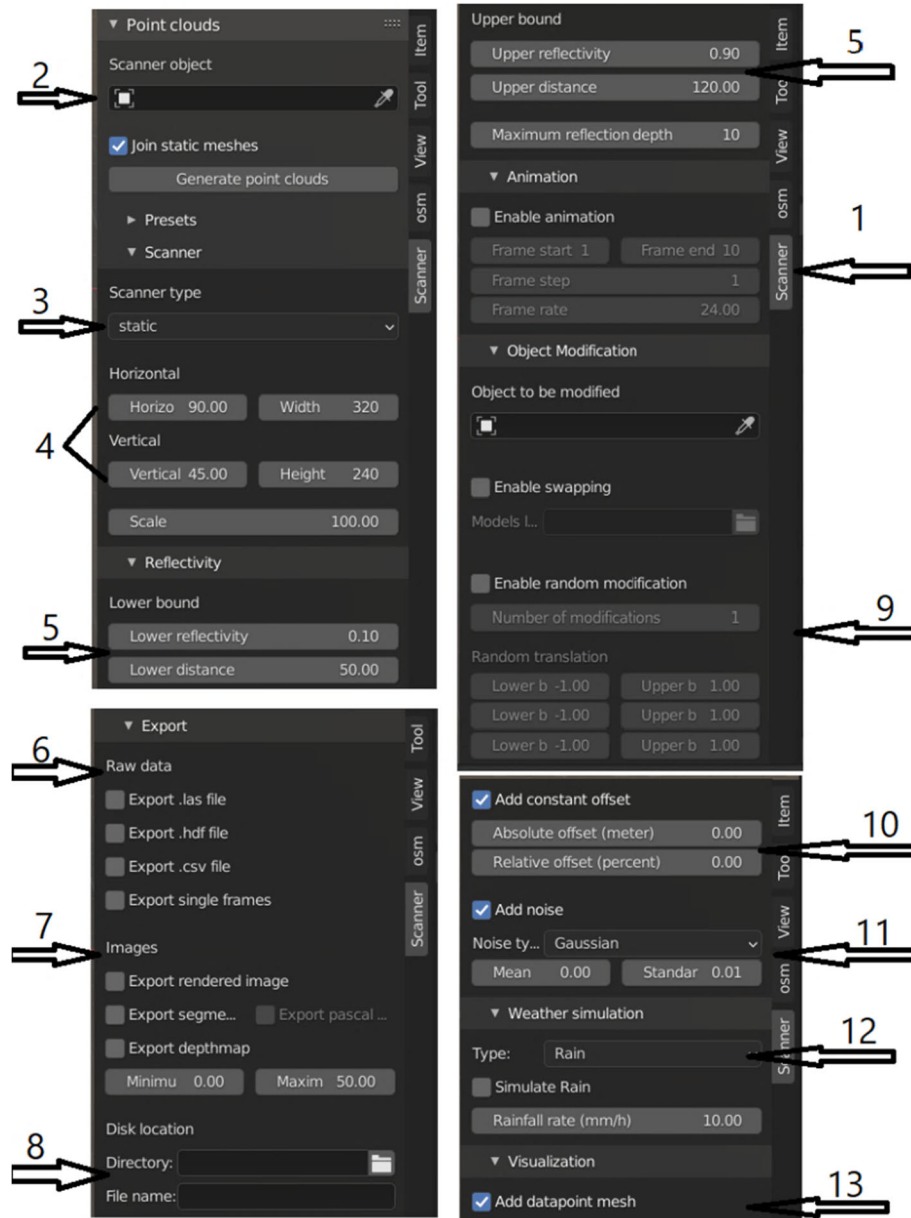 Point clouds
Scanner object
2
Join static meshes
Generate point clouds
Presets
Scanner
Scanner type
3
static
Horizontal
Horizo 90.00 Width 320
4
Vertical
Vertical 45.00 Height 240
Scale 100.00
Reflectivity
Lower bound
5
Lower reflectivity 0.10
Lower distance 50.00
Item
Tool
View
osm
Scanner
Upper bound
Upper reflectivity 0.90
5
Upper distance 120.00
Maximum reflection depth 10
Animation
Enable animation
1
Frame start 1 Frame end 10
Frame step 1
Frame rate 24.00
Object Modification
Object to be modified
Enable swapping
Models l...
Enable random modification
9
Number of modifications 1
Random translation
Lower b -1.00 Upper b 1.00
Lower b -1.00 Upper b 1.00
Lower b -1.00 Upper b 1.00
Item
Too
View
osm
Scanner
Export
6
Raw data
Export .las file
Export .hdf file
Export .csv file
Export single frames
7
Images
Export rendered image
Export segme... Export pascal ...
Export depthmap
Minimu 0.00 Maxim 50.00
Disk location
8
Directory:
File name:
Tool
View
osm
Scanner
Add constant offset
Absolute offset (meter) 0.00
10
Relative offset (percent) 0.00
Add noise
Noise ty... Gaussian
11
Mean 0.00 Standar 0.01
Weather simulation
12
Type: Rain
Simulate Rain
Rainfall rate (mm/h) 10.00
Visualization
Add datapoint mesh
13
Item
Too
View
osm
Scanner